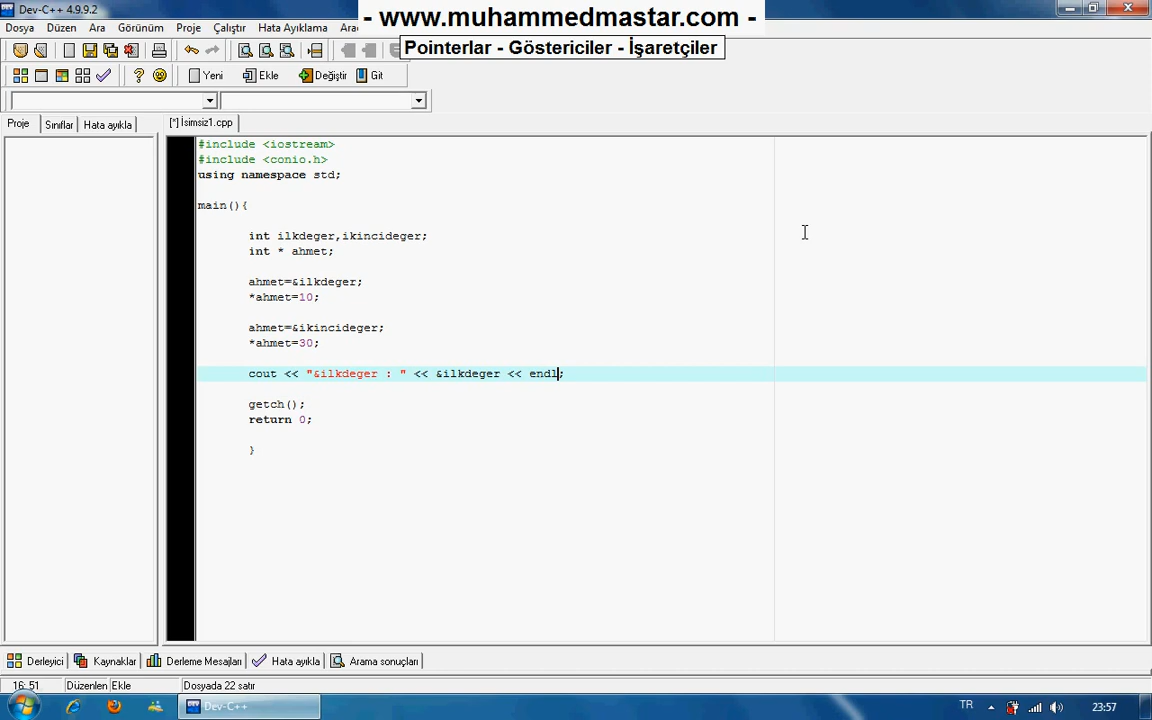 Dev-C++ 4.9.9.2
- www.muhammedmastar.com -
Dosya Düzen Ara Görünüm Proje Çalıştır Hata Ayıklama Ara
Pointerlar - Göstericiler - İşaretçiler
Yeni Ekle Değiştir Git
Proje Sınıflar Hata ayıkla [*] İsimsiz1.cpp
#include <iostream>
#include <conio.h>
using namespace std;
main(){
int ilkdeger,ikincideger;
int * ahmet;
ahmet=&ilkdeger;
*ahmet=10;
ahmet=&ikincideger;
*ahmet=30;
cout << "&ilkdeger : " << &ilkdeger << endl;
getch();
return 0;
}
Derleyici Kaynaklar Derleme Mesajları Hata ayıkla Arama sonuçları
16: 51 Düzenlen Ekle Dosyada 22 satır
Dev-C++ TR 23:57